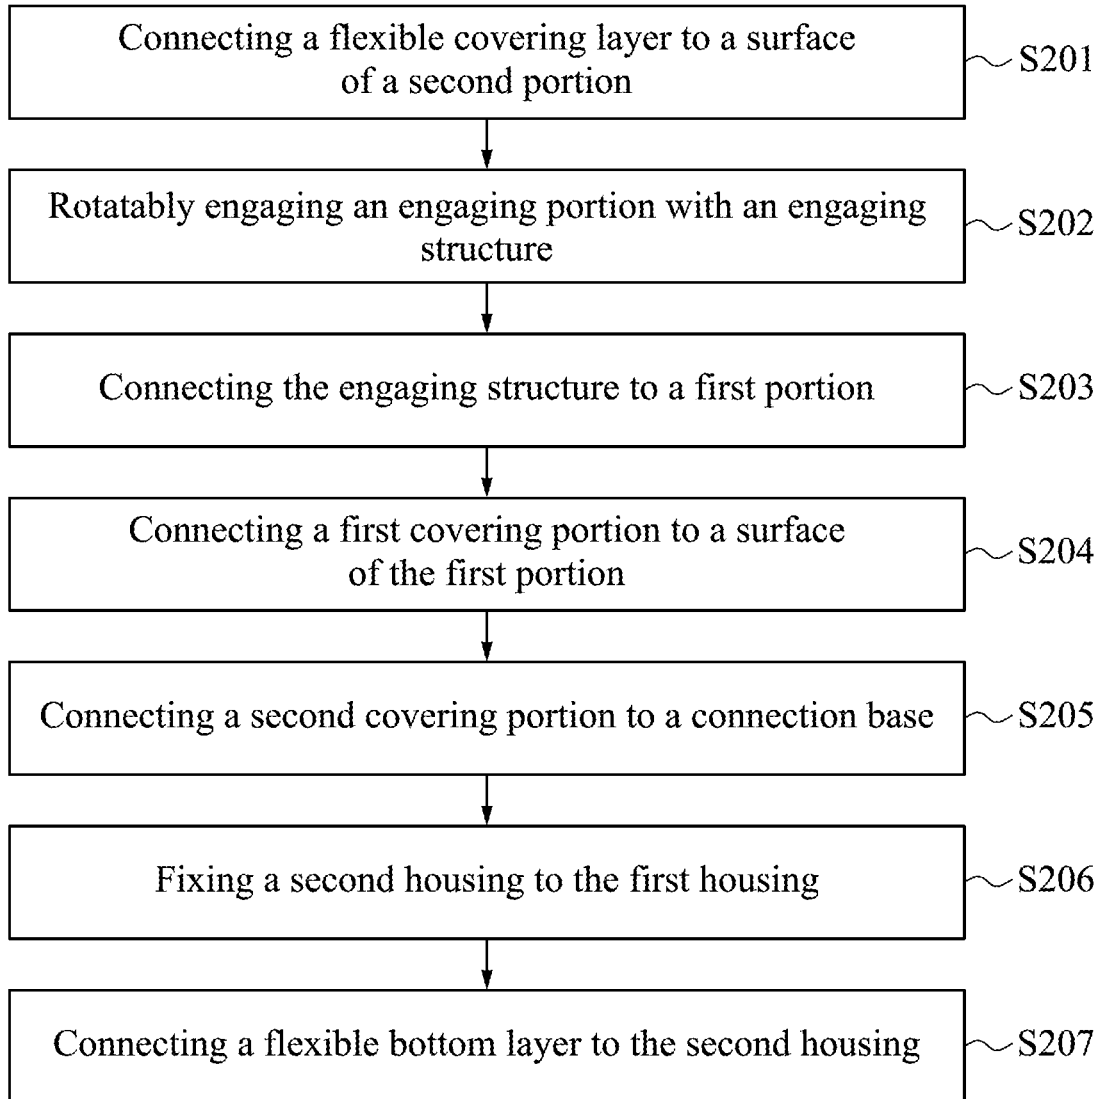 Connecting a flexible covering layer to a surface
of a second portion
S201
Rotatably engaging an engaging portion with an engaging
structure
S202
Connecting the engaging structure to a first portion
S203
Connecting a first covering portion to a surface
of the first portion
S204
Connecting a second covering portion to a connection base
S205
Fixing a second housing to the first housing
S206
Connecting a flexible bottom layer to the second housing
S207